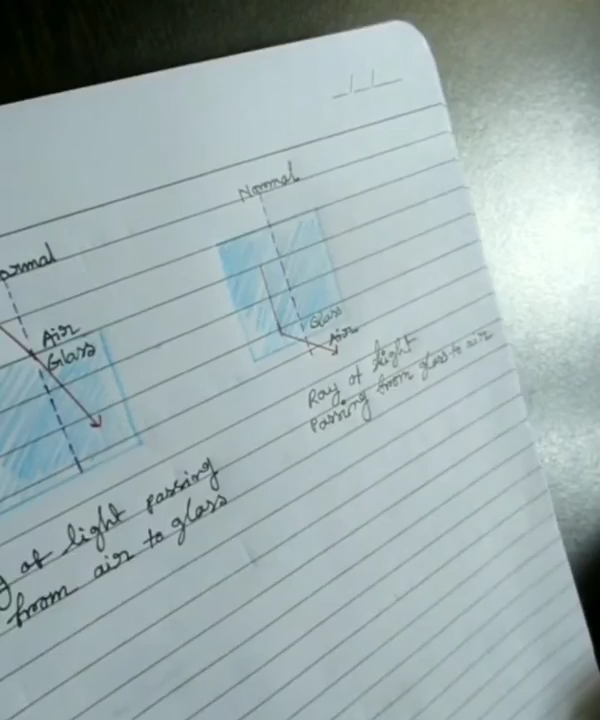 Normal
ormal
Air
Glass
Glass
Air
Ray of light
Passing from glass to air
y of light passing
from air to glass